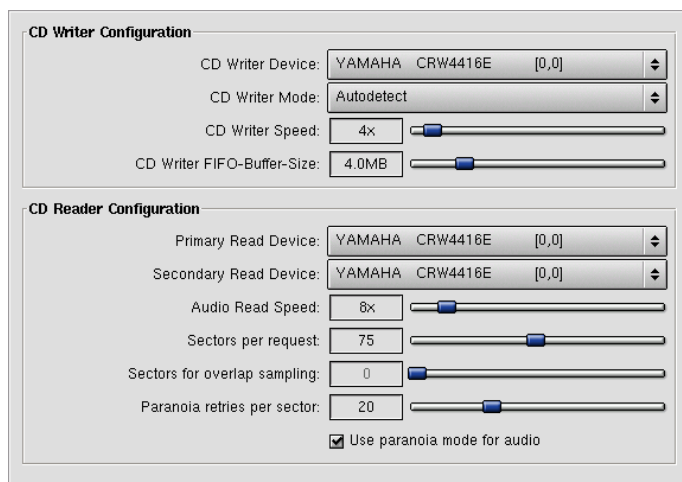 CD Writer Configuration
CD Writer Device: YAMAHA CRW4416E [0,0]
CD Writer Mode: Autodetect
CD Writer Speed: 4x
CD Writer FIFO-Buffer-Size: 4.0MB
CD Reader Configuration
Primary Read Device: YAMAHA CRW4416E [0,0]
Secondary Read Device: YAMAHA CRW4416E [0,0]
Audio Read Speed: 8x
Sectors per request: 75
Sectors for overlap sampling: 0
Paranoia retries per sector: 20
Use paranoia mode for audio